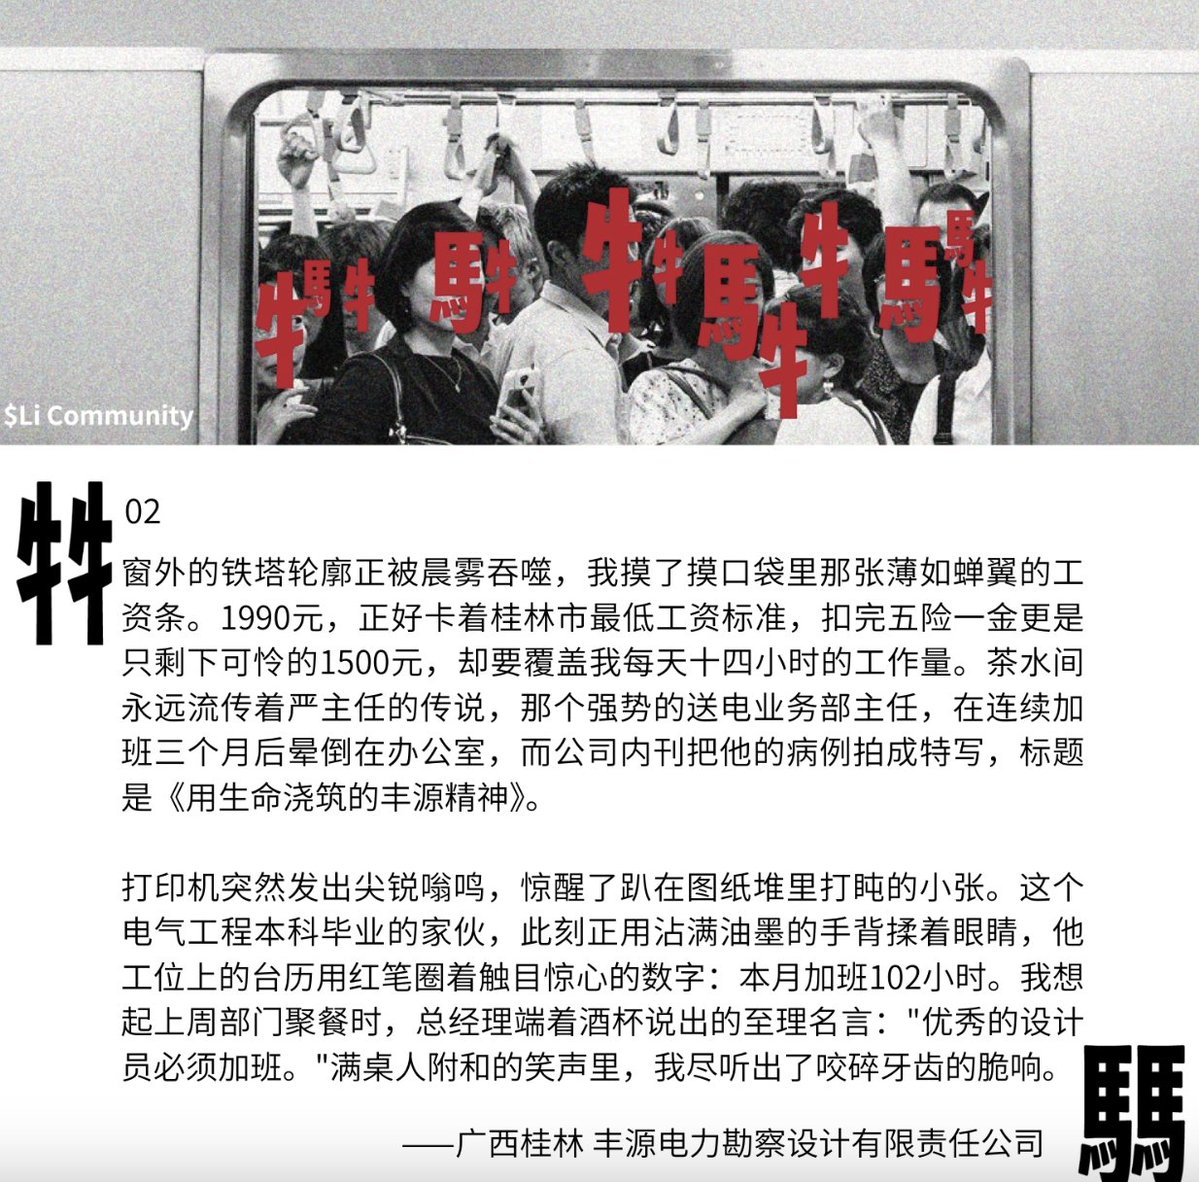 牜馬牜馬牜牜牜馬牜牜馬馬牜
$Li Community
牪
02
窗外的铁塔轮廓正被晨雾吞噬，我摸了摸口袋里那张薄如蝉翼的工
资条。1990元，正好卡着桂林市最低工资标准，扣完五险一金更是
只剩下可怜的1500元，却要覆盖我每天十四小时的工作量。茶水间
永远流传着严主任的传说，那个强势的送电业务部主任，在连续加
班三个月后晕倒在办公室，而公司内刊把他的病例拍成特写，标题
是《用生命浇筑的丰源精神》。
打印机突然发出尖锐嗡鸣，惊醒了趴在图纸堆里打盹的小张。这个
电气工程本科毕业的家伙，此刻正用沾满油墨的手背揉着眼睛，他
工位上的台历用红笔圈着触目惊心的数字：本月加班102小时。我想
起上周部门聚餐时，总经理端着酒杯说出的至理名言："优秀的设计
员必须加班。"满桌人附和的笑声里，我尽听出了咬碎牙齿的脆响。
——广西桂林 丰源电力勘察设计有限责任公司
騳